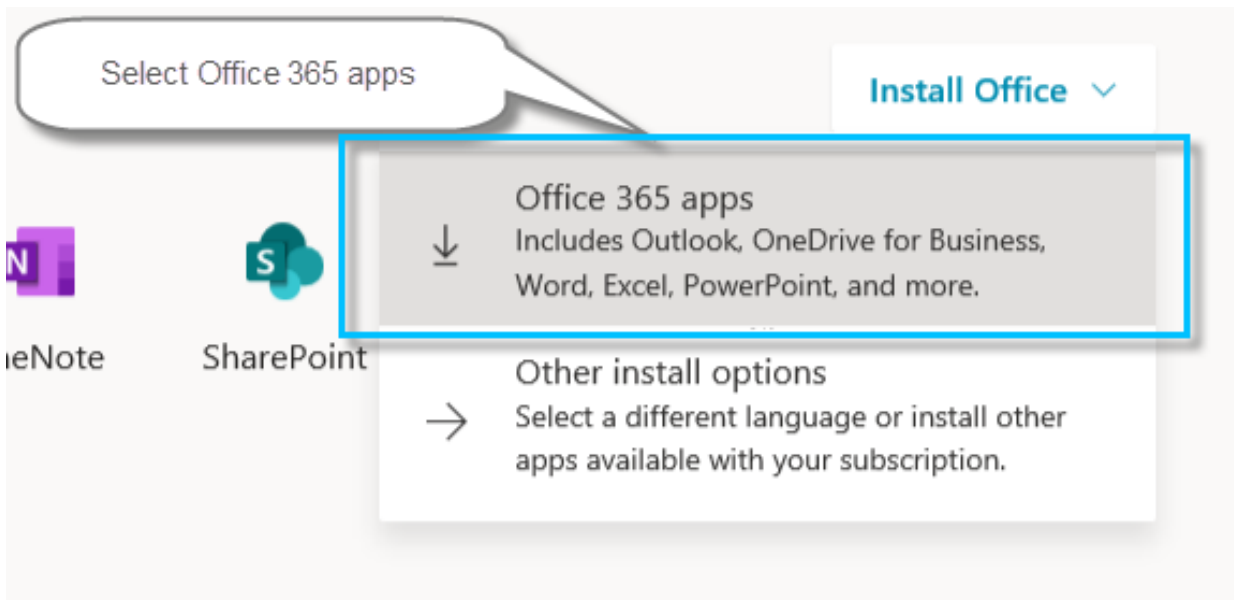 Select Office 365 apps
Install Office
Office 365 apps
Includes Outlook, OneDrive for Business,
Word, Excel, PowerPoint, and more.
N
S
eNote
SharePoint
Other install options
Select a different language or install other
apps available with your subscription.